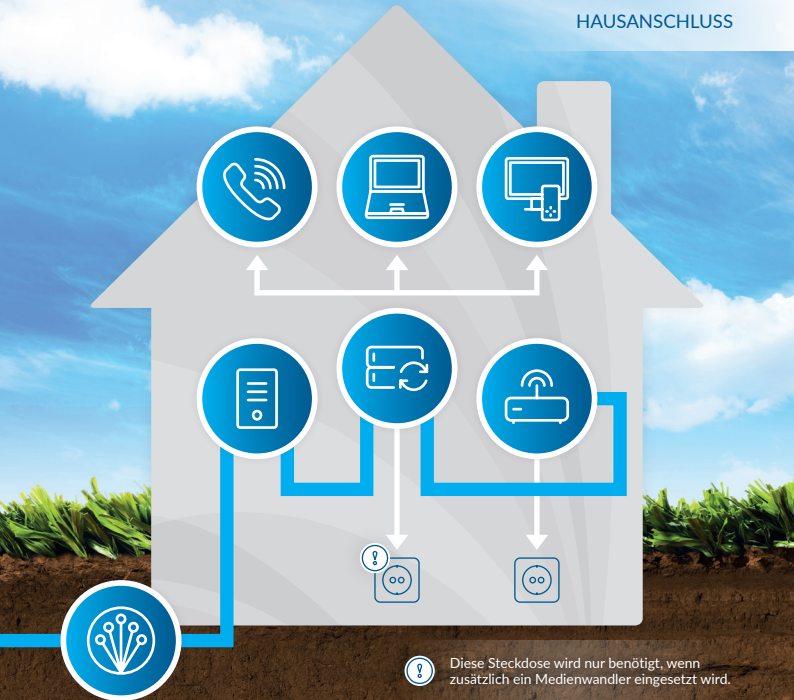 HAUSANSCHLUSS
Diese Steckdose wird nur benötigt, wenn
zusätzlich ein Medienwandler eingesetzt wird.